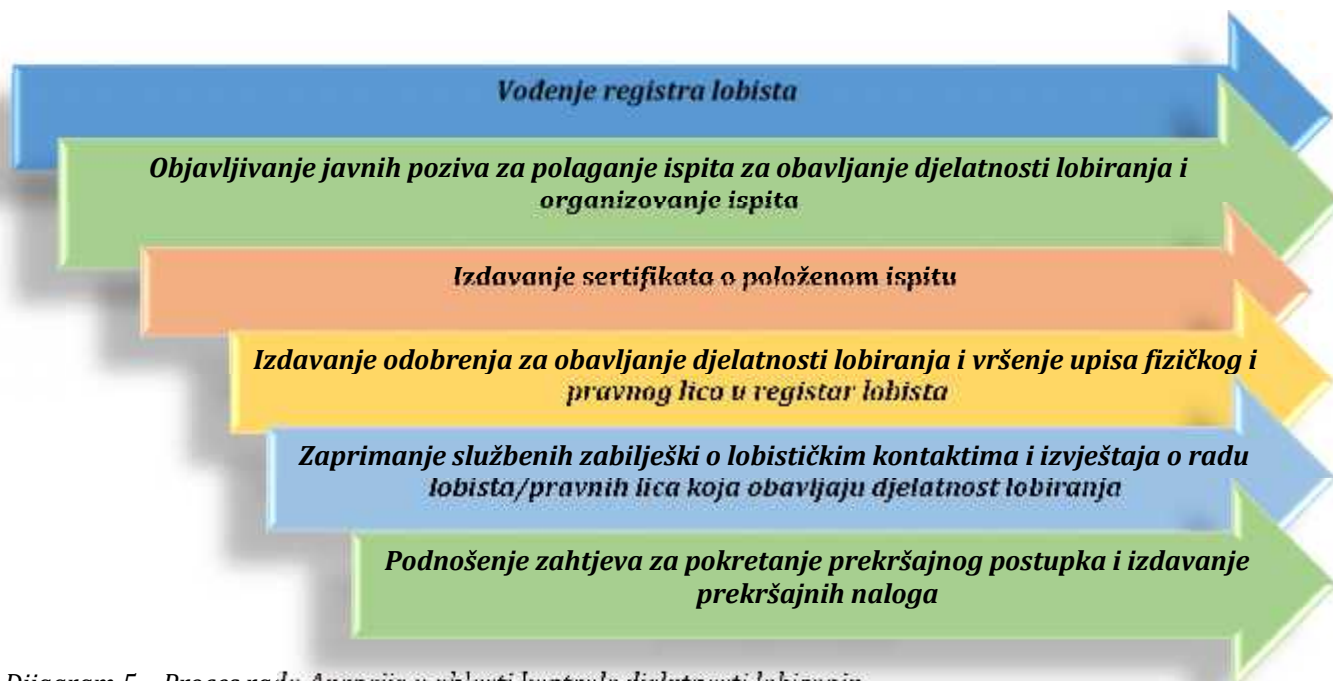 Vođenje registra lobista
Objavljivanje javnih poziva za polaganje ispita za obavljanje djelatnosti lobiranja i
organizovanje ispita
Izdavanje sertifikata o položenom ispitu
Izdavanje odobrenja za obavljanje djelatnosti lobiranja i vršenje upisa fizičkog i
pravnog lica u registar lobista
Zaprimanje službenih zabilješki o lobističkim kontaktima i izvještaja o radu
lobista/pravnih lica koja obavljaju djelatnost lobiranja
Podnošenje zahtjeva za pokretanje prekršajnog postupka i izdavanje
prekršajnih naloga
Dijagram 5 – Proces rada Agencije u oblasti kontrole djelatnosti lobiranja